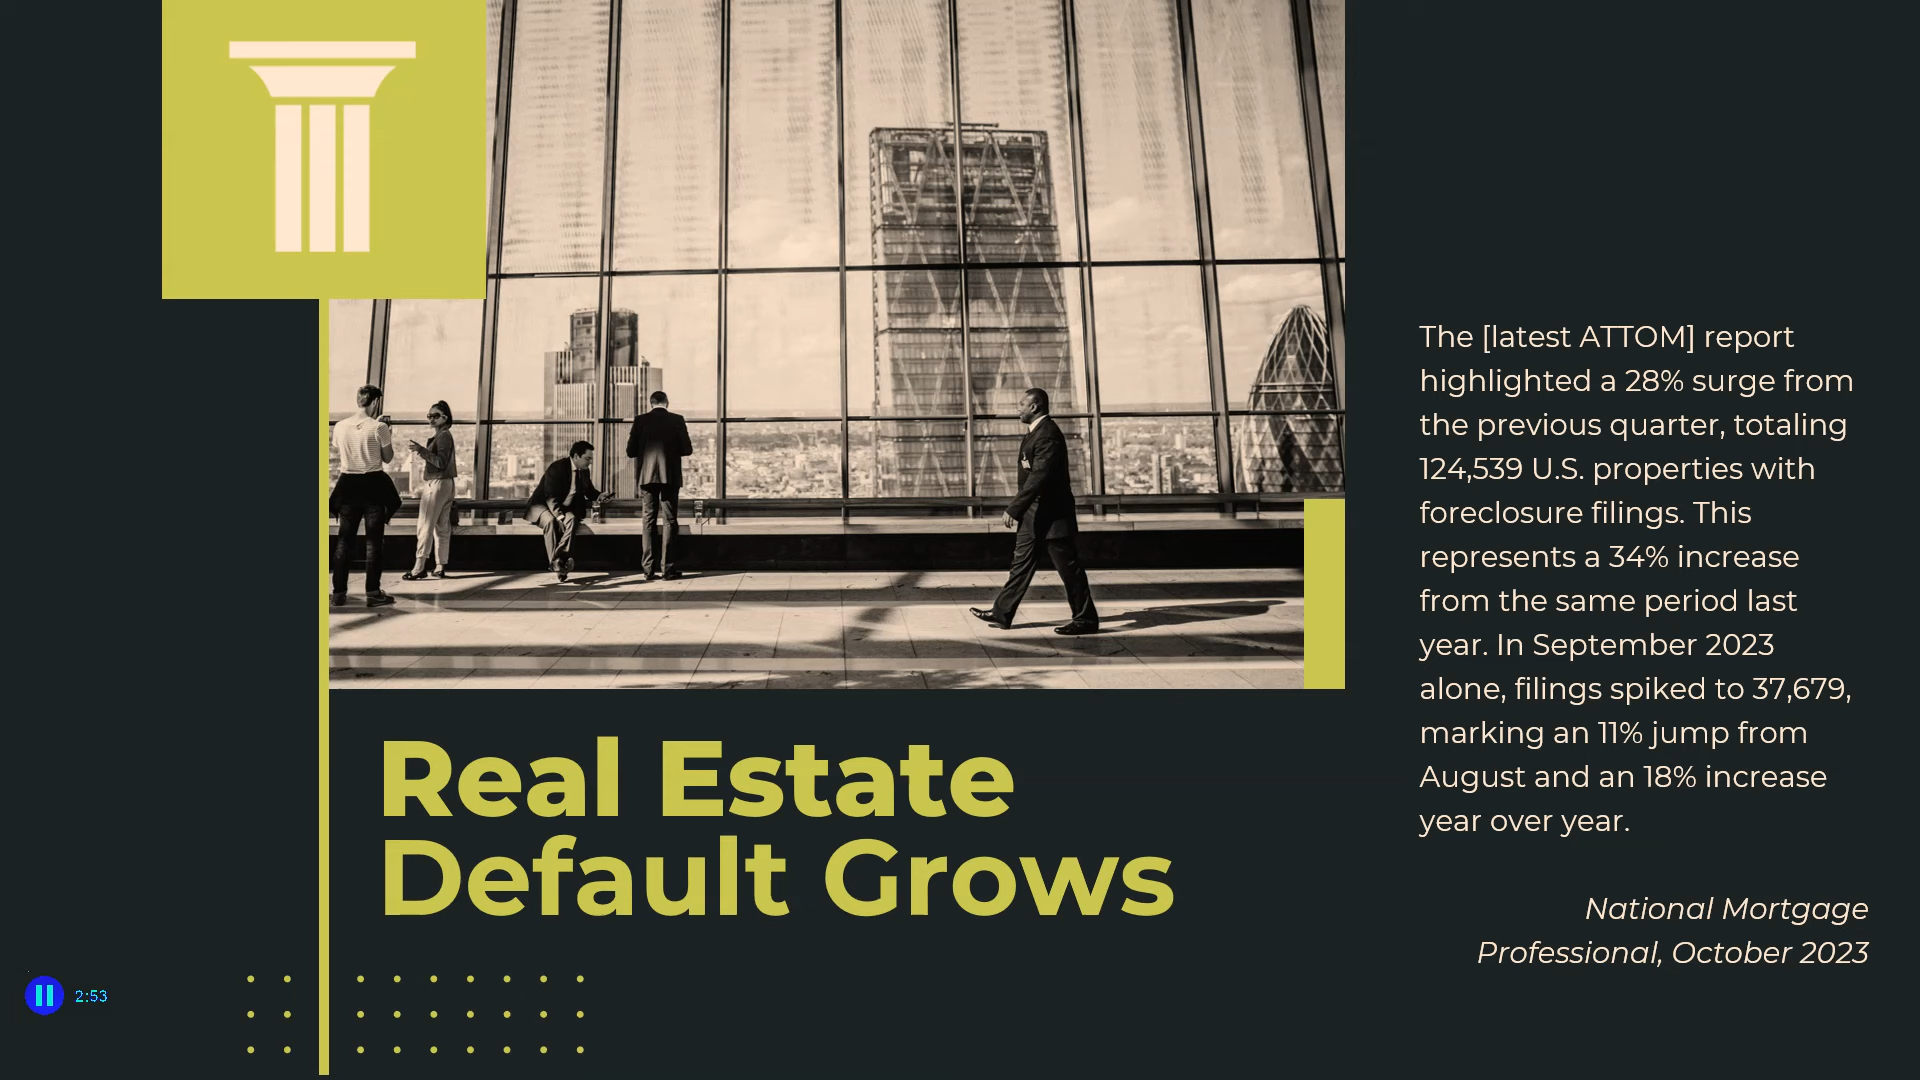 Real Estate
Default Grows
The [latest ATTOM] report
highlighted a 28% surge from
the previous quarter, totaling
124,539 U.S. properties with
foreclosure filings. This
represents a 34% increase
from the same period last
year. In September 2023
alone, filings spiked to 37,679,
marking an 11% jump from
August and an 18% increase
year over year.
National Mortgage
Professional, October 2023
2:53